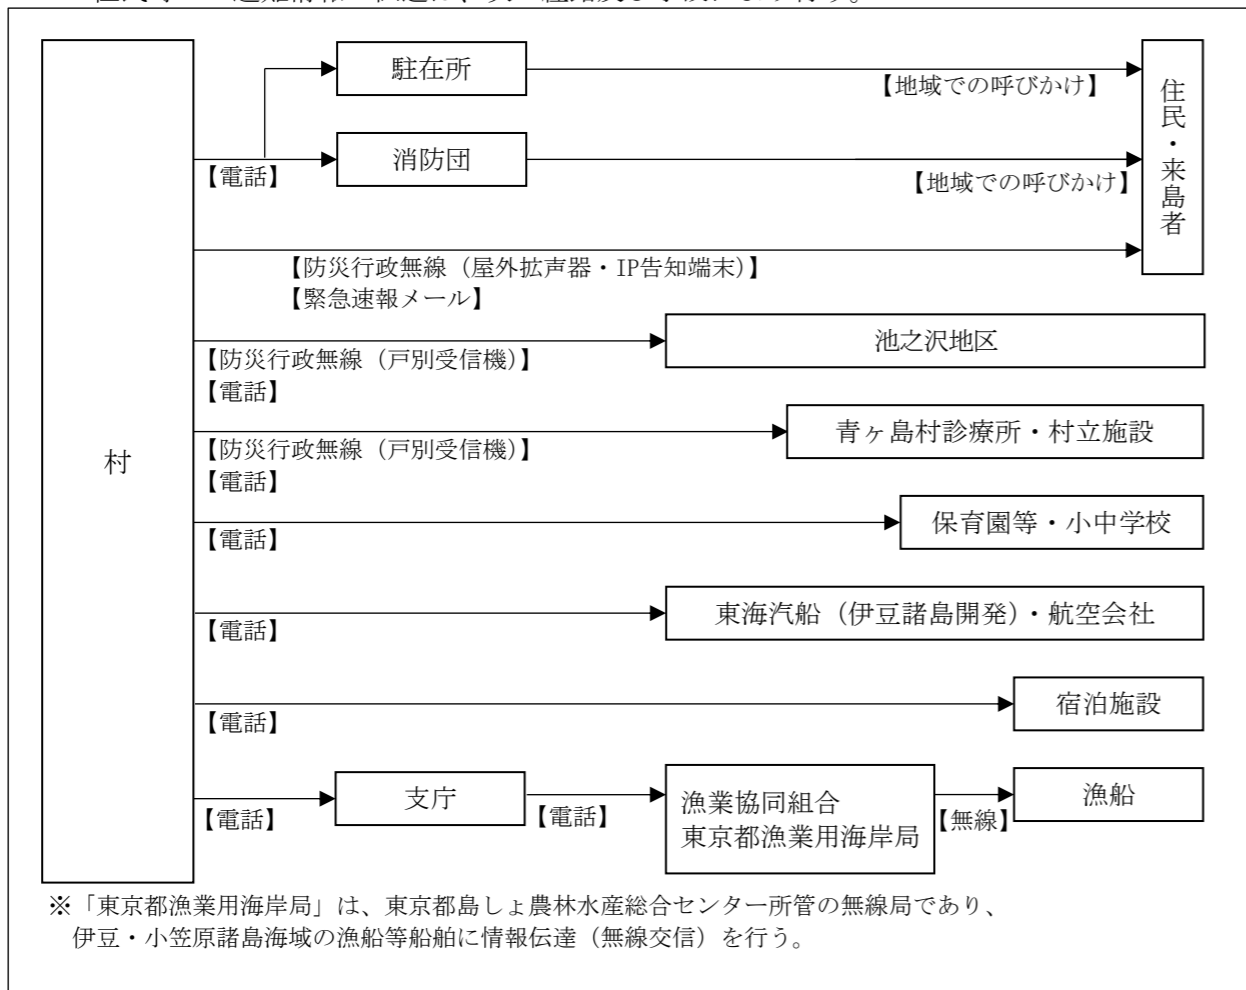 駐在所
【地域での呼びかけ】
消防団
【電話】
【地域での呼びかけ】
住民・来島者
【防災行政無線（屋外拡声器・IP告知端末）】
【緊急速報メール】
池之沢地区
【防災行政無線（戸別受信機）】
【電話】
青ヶ島村診療所・村立施設
【防災行政無線（戸別受信機）】
【電話】
村
保育園等・小中学校
【電話】
東海汽船（伊豆諸島開発）・航空会社
【電話】
宿泊施設
【電話】
支庁
【電話】
【電話】
漁業協同組合
東京都漁業用海岸局
【無線】
漁船
※「東京都漁業用海岸局」は、東京都島しょ農林水産総合センター所管の無線局であり、
伊豆・小笠原諸島海域の漁船等船舶に情報伝達（無線交信）を行う。